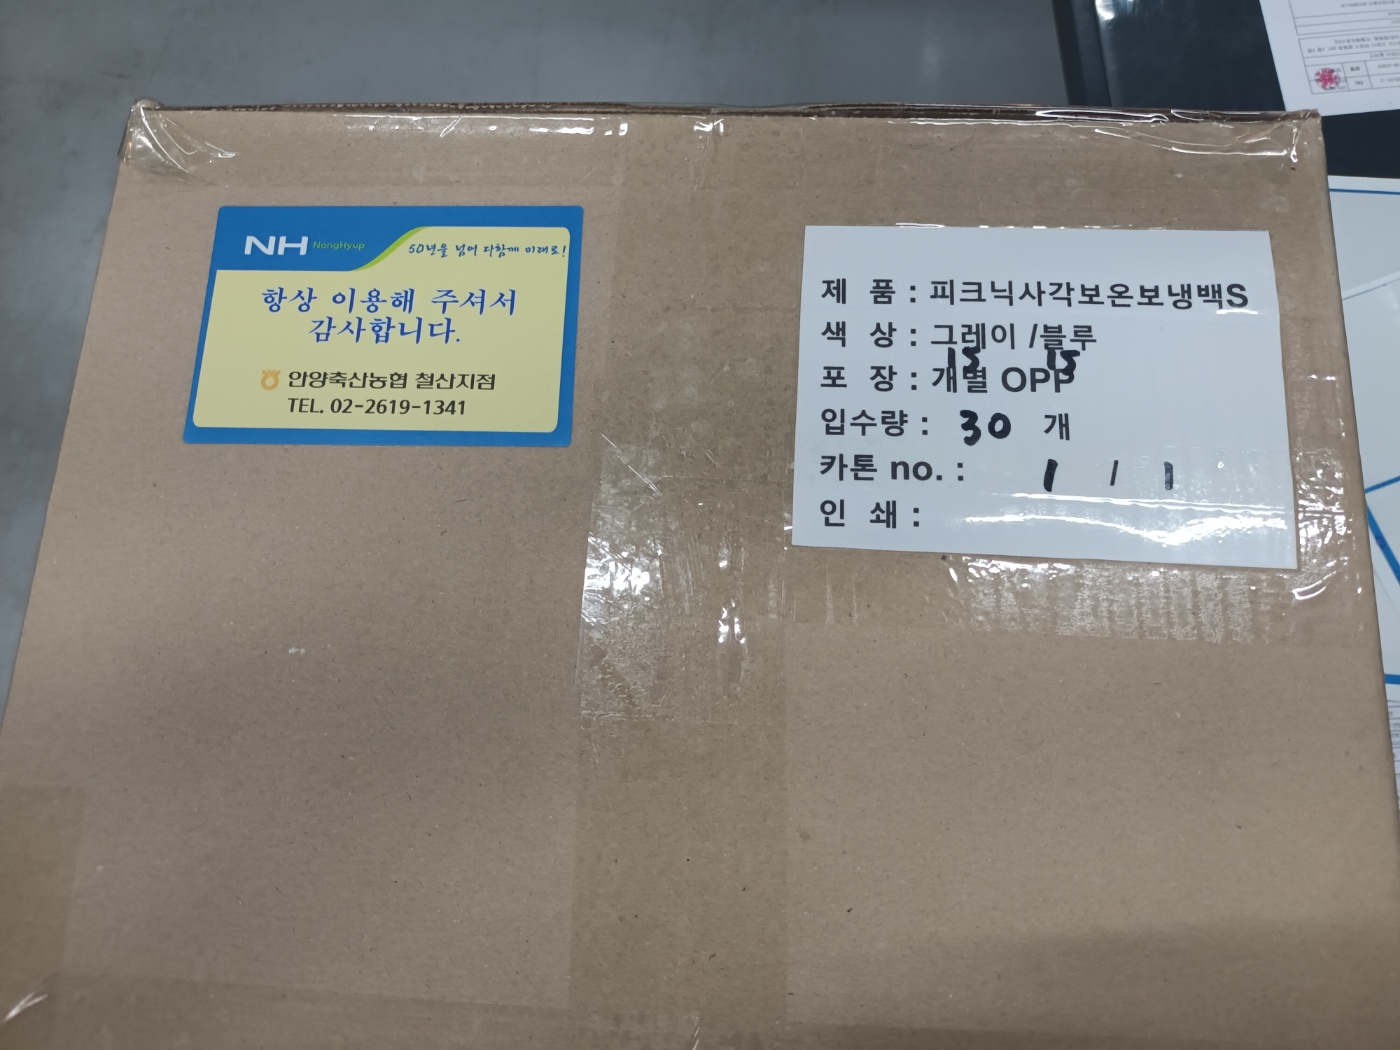 NH NongHyup 50년을 넘어 다함께 미래로!
항상 이용해 주셔서
감사합니다.
안양축산농협 철산지점
TEL. 02-2619-1341
제 품 : 피크닉사각보온보냉백S
색 상 : 그레이 /블루
15 15
포 장 : 개별 OPP
입수량 : 30 개
카톤 no. : 1 / 1
인 쇄 :